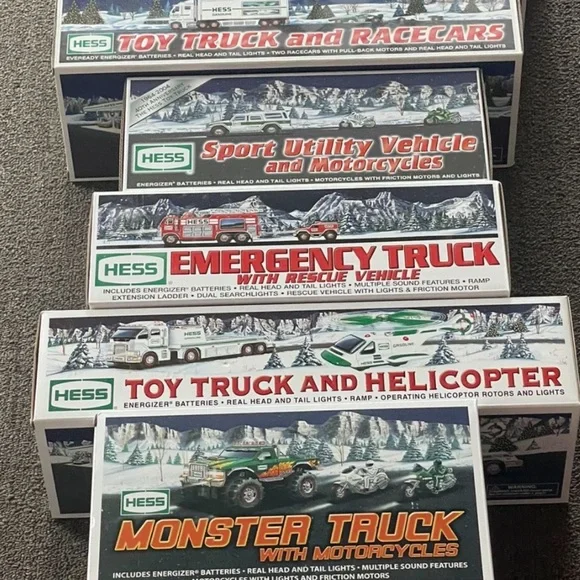 HESS
TOY TRUCK and RACECARS
EVEREADY ENERGIZER BATTERIES • REAL HEAD AND TAIL LIGHTS • TWO RACECARS WITH PULL-BACK MOTORS AND REAL HEAD AND TAIL LIGHTS
1964-2004
40TH ANNIVERSARY
HESS
Sport Utility Vehicle
and Motorcycles
ENERGIZER BATTERIES • REAL HEAD AND TAIL LIGHTS • MOTORCYCLES WITH FRICTION MOTORS AND LIGHTS
HESS
HESS
EMERGENCY TRUCK
WITH RESCUE VEHICLE
INCLUDES ENERGIZER® BATTERIES • REAL HEAD AND TAIL LIGHTS • MULTIPLE SOUND FEATURES • RAMP
EXTENSION LADDER • DUAL SEARCHLIGHTS • RESCUE VEHICLE WITH LIGHTS & FRICTION MOTOR
HESS
TOY TRUCK AND HELICOPTER
ENERGIZER® BATTERIES • REAL HEAD AND TAIL LIGHTS • RAMP • OPERATING HELICOPTOR ROTORS AND LIGHTS
HESS
MONSTER TRUCK
WITH MOTORCYCLES
INCLUDES ENERGIZER® BATTERIES • REAL HEAD AND TAIL LIGHTS • MULTIPLE SOUND FEATURES
MOTORCYCLES WITH LIGHTS AND FRICTION MOTORS